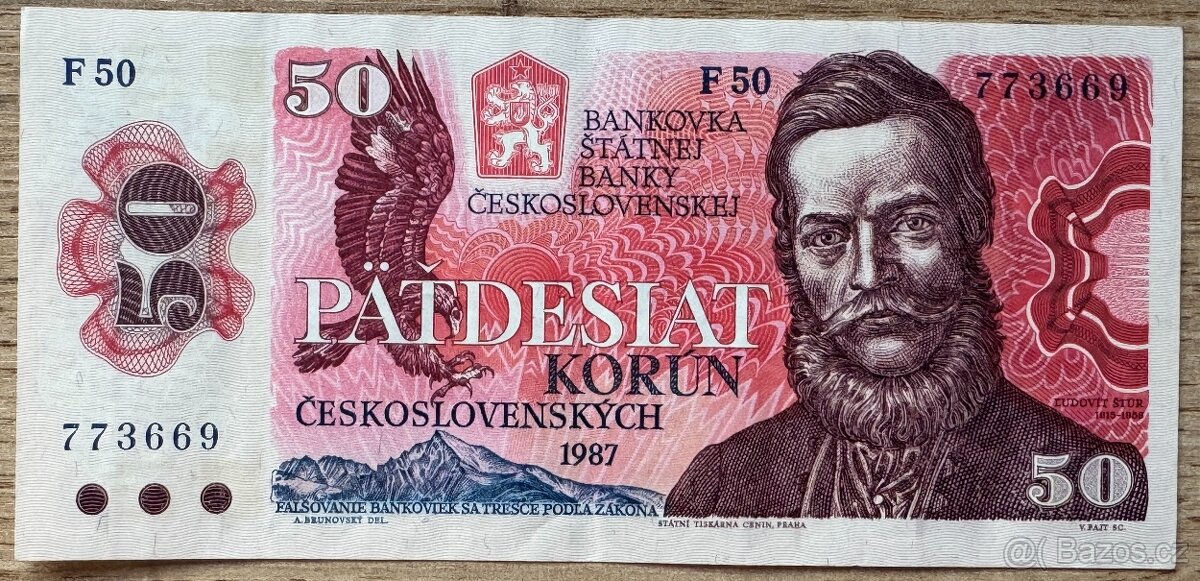 F 50
50
F 50
773669
BANKOVKA
ŠTÁTNEJ
BANKY
ČESKOSLOVENSKEJ
50
PÄŤDESIAT
KORÚN
ČESKOSLOVENSKÝCH
1987
ĽUDOVÍT ŠTÚR
1815-1856
773669
50
FALŠOVANIE BANKOVIEK SA TRESCE PODĽA ZÁKONA
A. BRUNOVSKÝ DEL.
STÁTNÍ TISKÁRNA CENIN, PRAHA
V. FAJT SC.
@( Bazos.cz